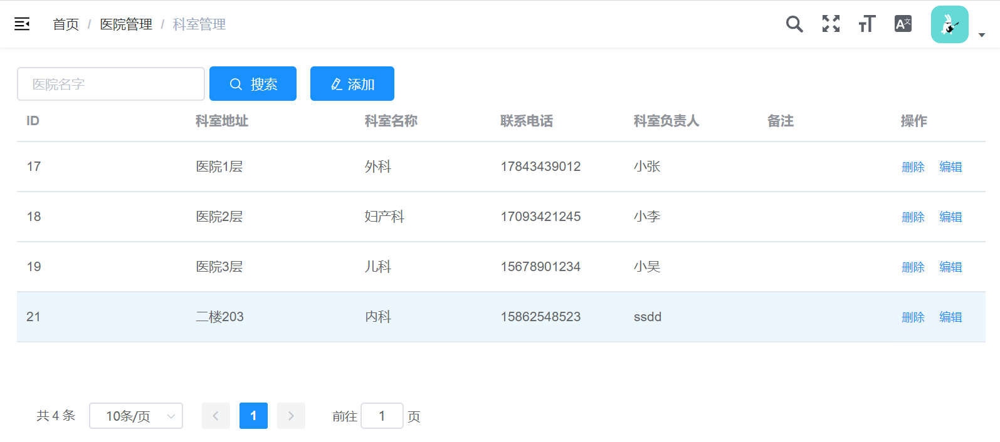 首页 / 医院管理 / 科室管理
医院名字 搜索 添加
ID 科室地址 科室名称 联系电话 科室负责人 备注 操作
17 医院1层 外科 17843439012 小张 删除 编辑
18 医院2层 妇产科 17093421245 小李 删除 编辑
19 医院3层 儿科 15678901234 小吴 删除 编辑
21 二楼203 内科 15862548523 ssdd 删除 编辑
共 4 条 10条/页 1 前往 1 页